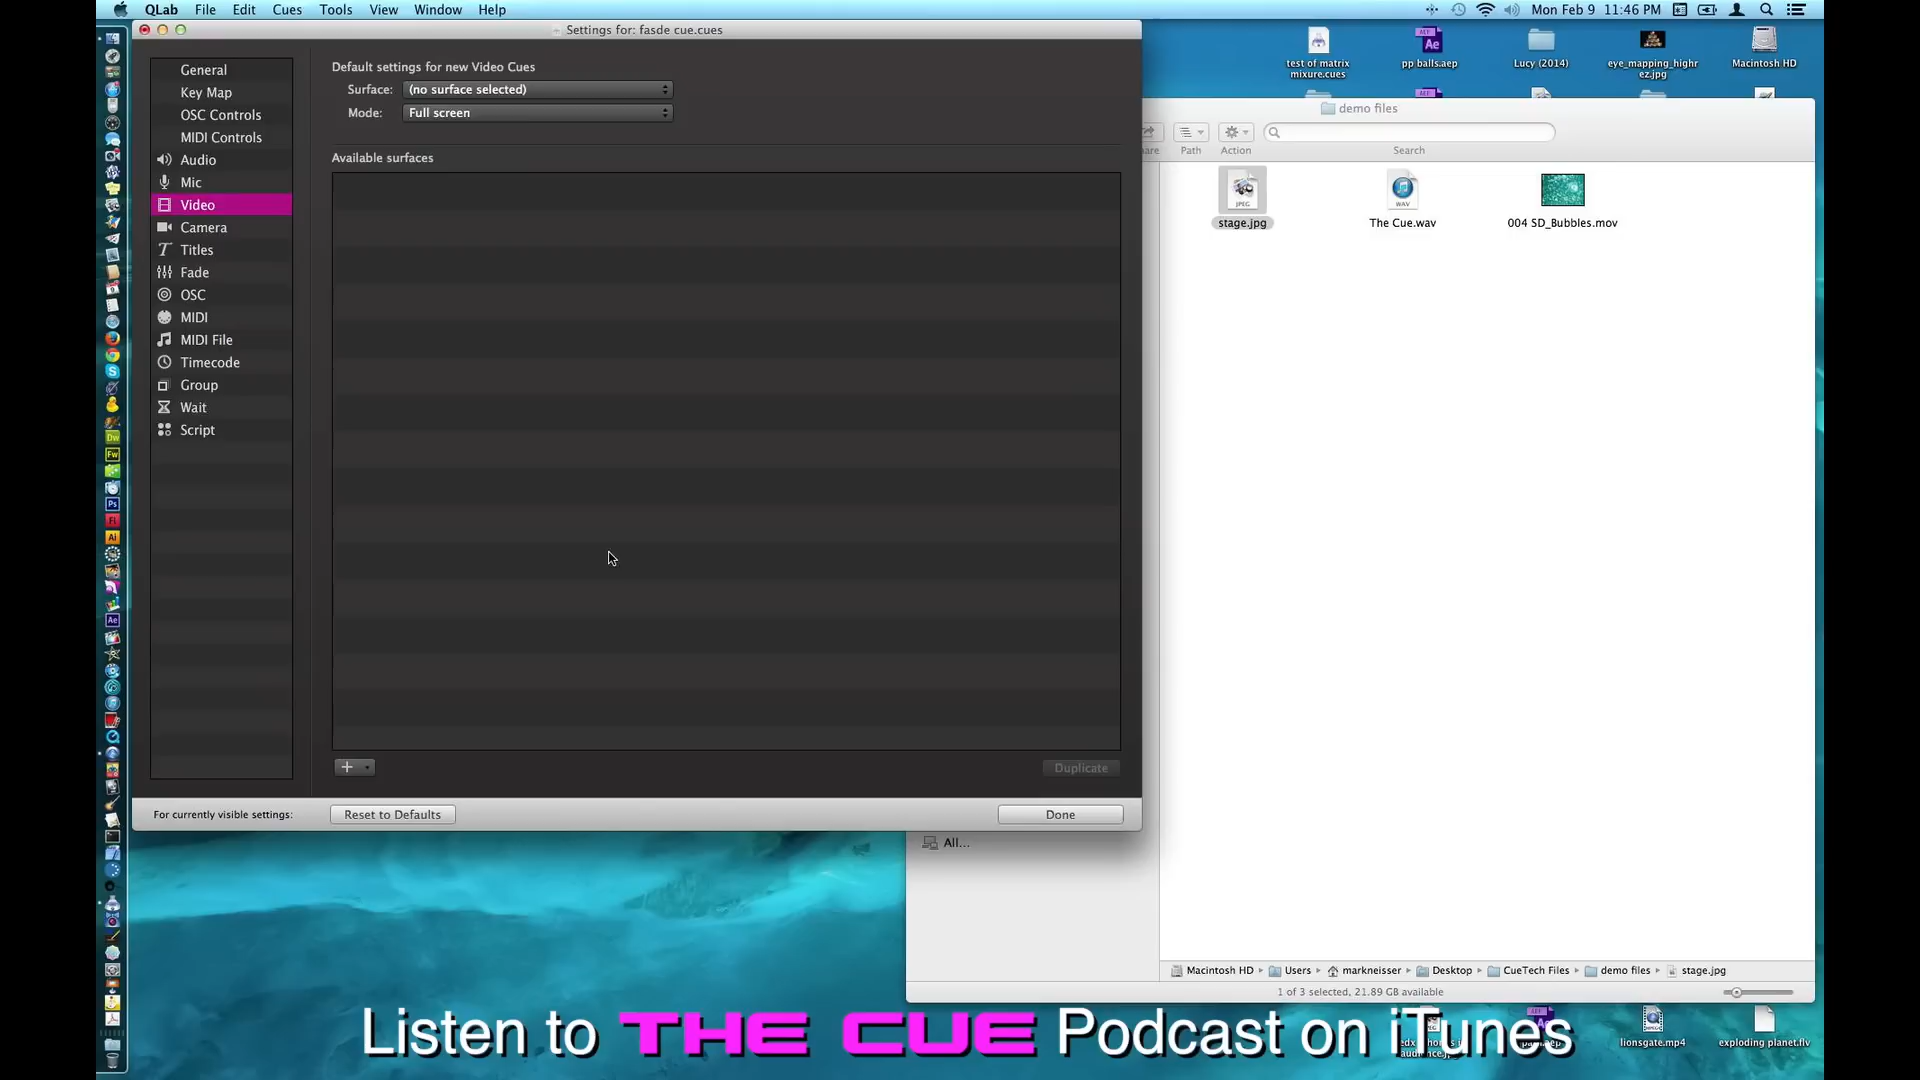 QLab File Edit Cues Tools View Window Help
Mon Feb 9 11:46 PM
Settings for: fasde cue.cues
General
Key Map
OSC Controls
MIDI Controls
Audio
Mic
Video
Camera
Titles
Fade
OSC
MIDI
MIDI File
Timecode
Group
Wait
Script
Default settings for new Video Cues
Surface: (no surface selected)
Mode: Full screen
Available surfaces
+
Duplicate
For currently visible settings:
Reset to Defaults
Done
test of matrix
mixure.cues
pp balls.aep
Lucy (2014)
eye_mapping_highr
ez.jpg
Macintosh HD
demo files
Path
Action
Search
JPEG
stage.jpg
WAV
The Cue.wav
004 SD_Bubbles.mov
All...
Macintosh HD Users markneisser Desktop CueTech Files demo files stage.jpg
1 of 3 selected, 21.89 GB available
lionsgate.mp4
exploding planet.flv
Listen to THE CUE Podcast on iTunes